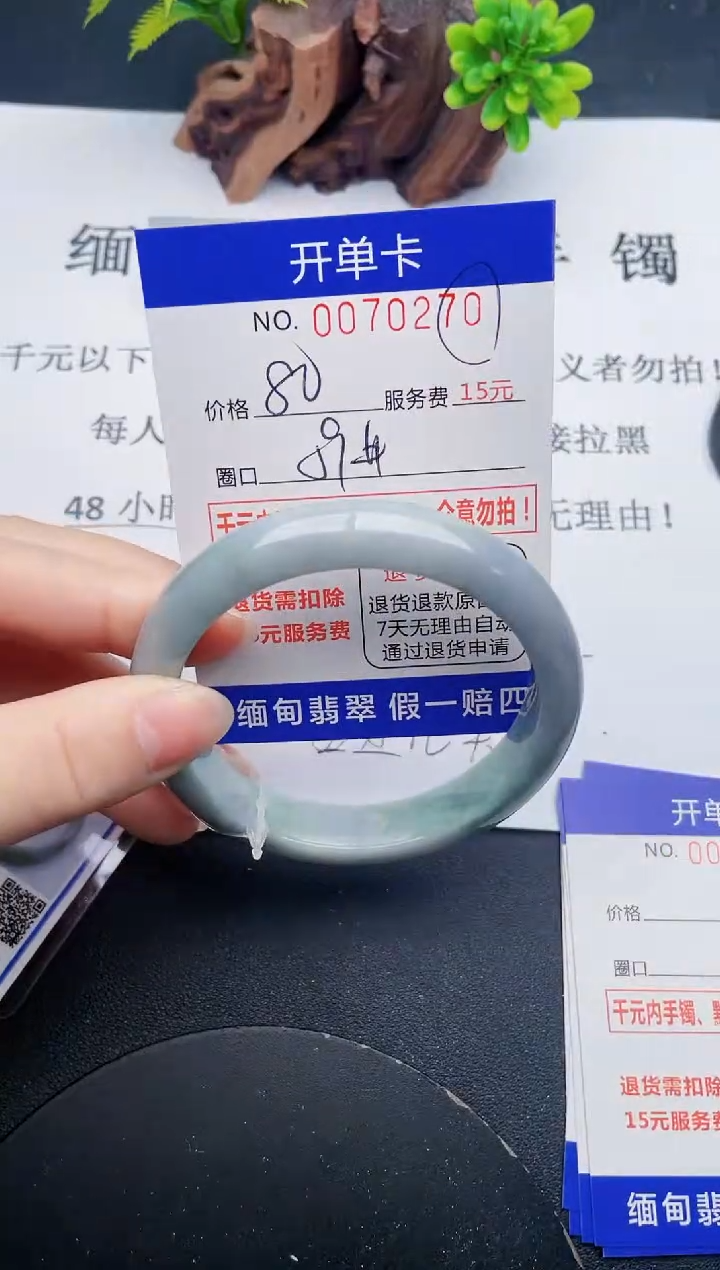 开单卡
NO. 0070270
价格 80 服务费 15元
圈口
意勿拍！
退货需扣除
元服务费
退货退款原
7天无理由自动
通过退货申请
缅甸翡翠 假一赔四
缅 镯
千元以下 义者勿拍！
每人 接拉黑
48 小时 无理由！
开单
NO. 00
价格
圈口
千元内手镯、
退货需扣除
15元服务费
缅甸翡